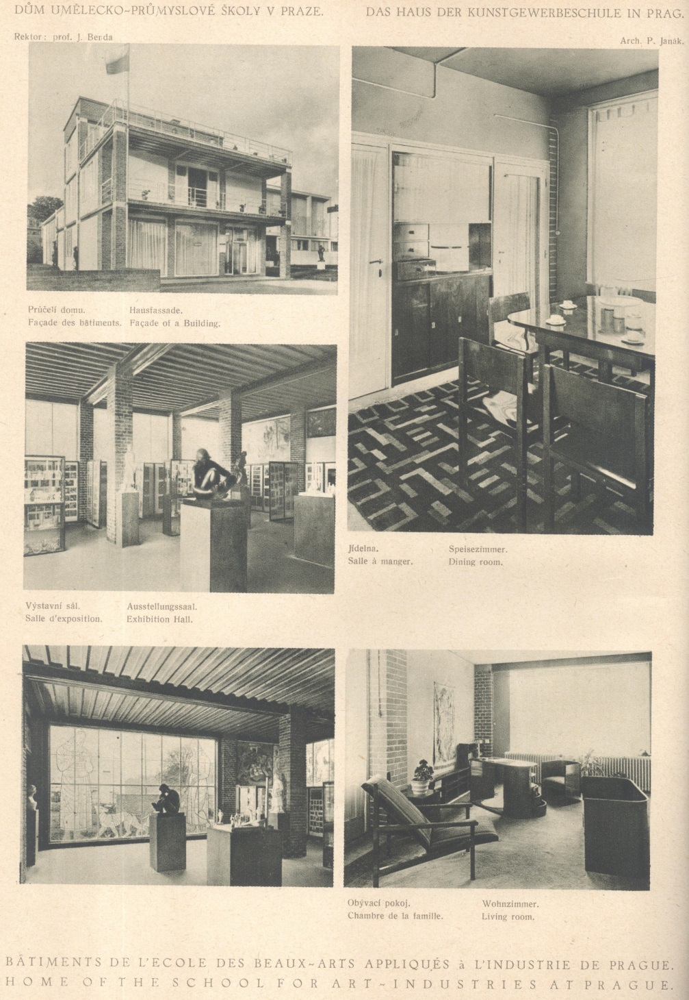 DŮM UMĚLECKO-PRŮMYSLOVÉ ŠKOLY V PRAZE.
DAS HAUS DER KUNSTGEWERBESCHULE IN PRAG.
Rektor: prof. J. Benda
Arch. P. Janák.
Průčelí domu. Hausfassade.
Façade des bâtiments. Façade of a Building.
Jídelna. Speisezimmer.
Salle à manger. Dining room.
Výstavní sál. Ausstellungssaal.
Salle d'exposition. Exhibition Hall.
Obývací pokoj. Wohnzimmer.
Chambre de la famille. Living room.
BÂTIMENTS DE L'ECOLE DES BEAUX-ARTS APPLIQUÉS à L'INDUSTRIE DE PRAGUE.
HOME OF THE SCHOOL FOR ART-INDUSTRIES AT PRAGUE.